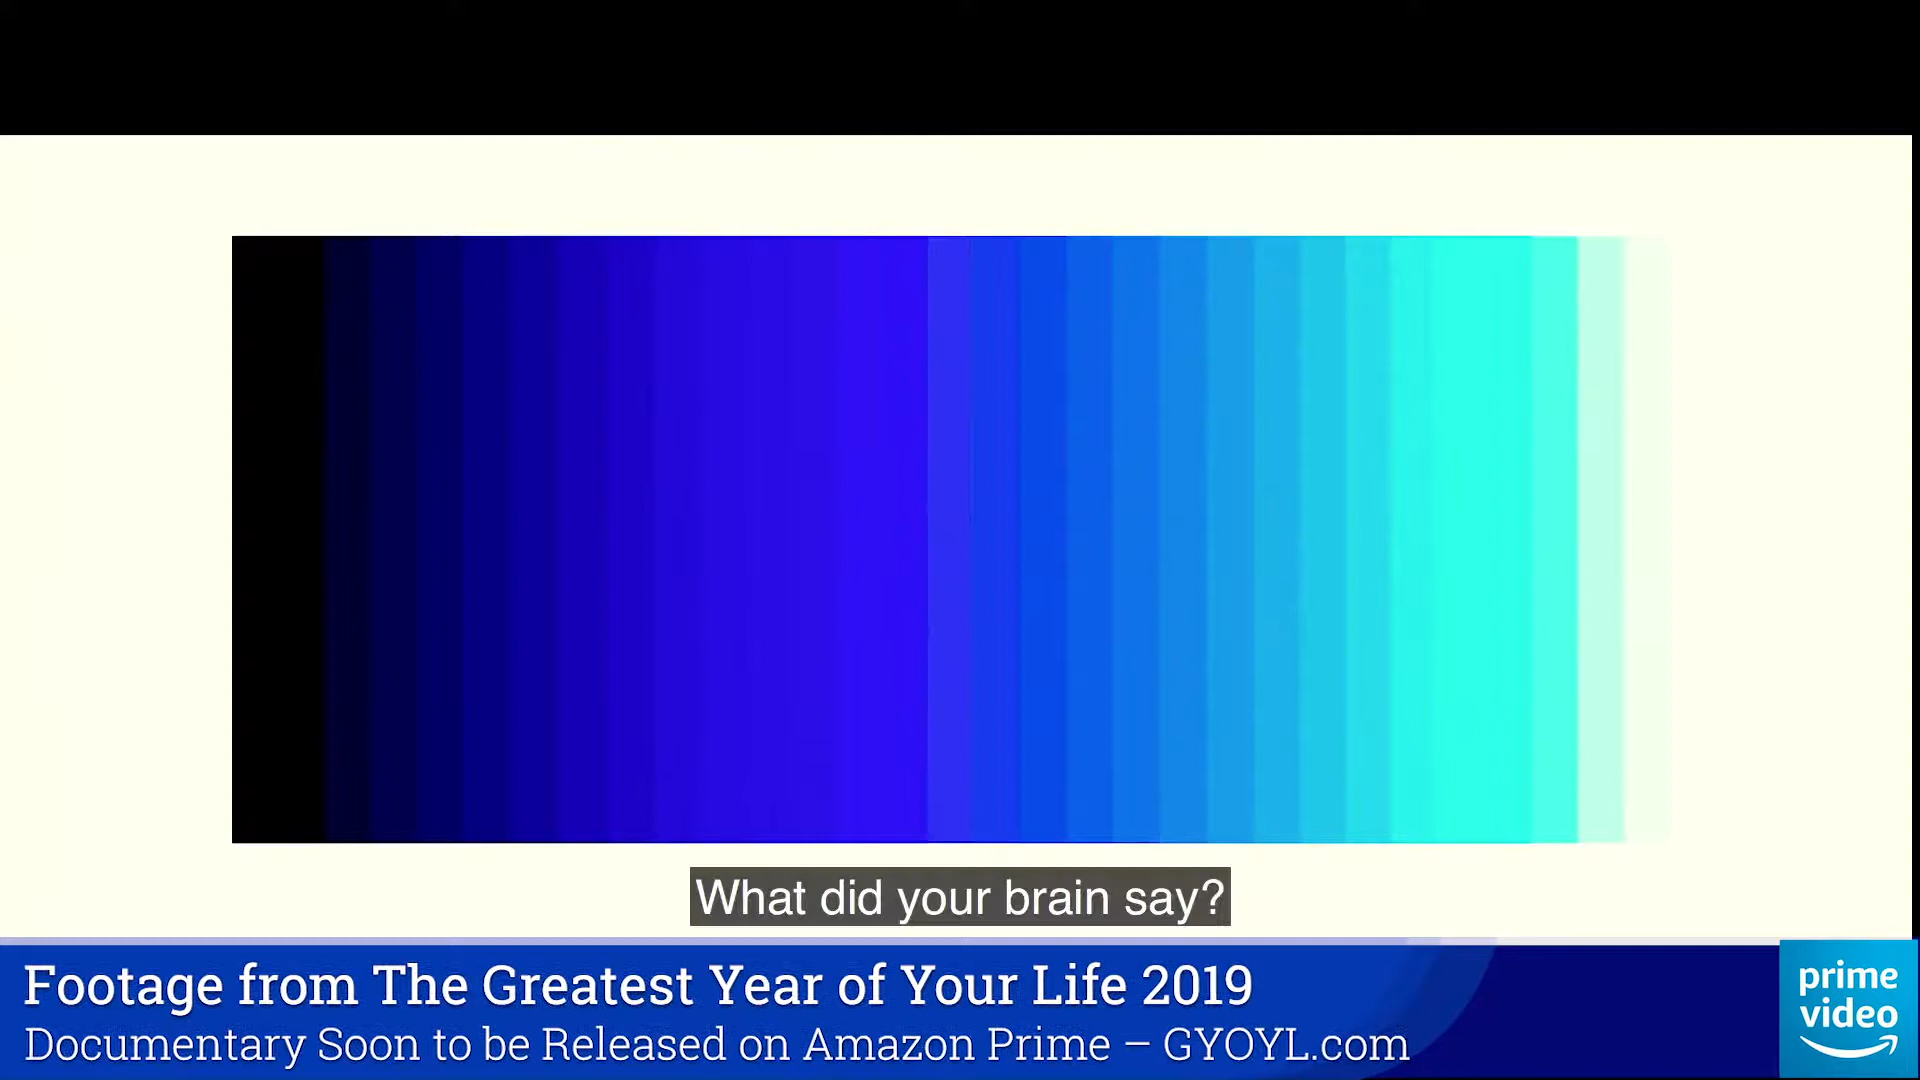 What did your brain say?
Footage from The Greatest Year of Your Life 2019
Documentary Soon to be Released on Amazon Prime – GYOYL.com
prime
video